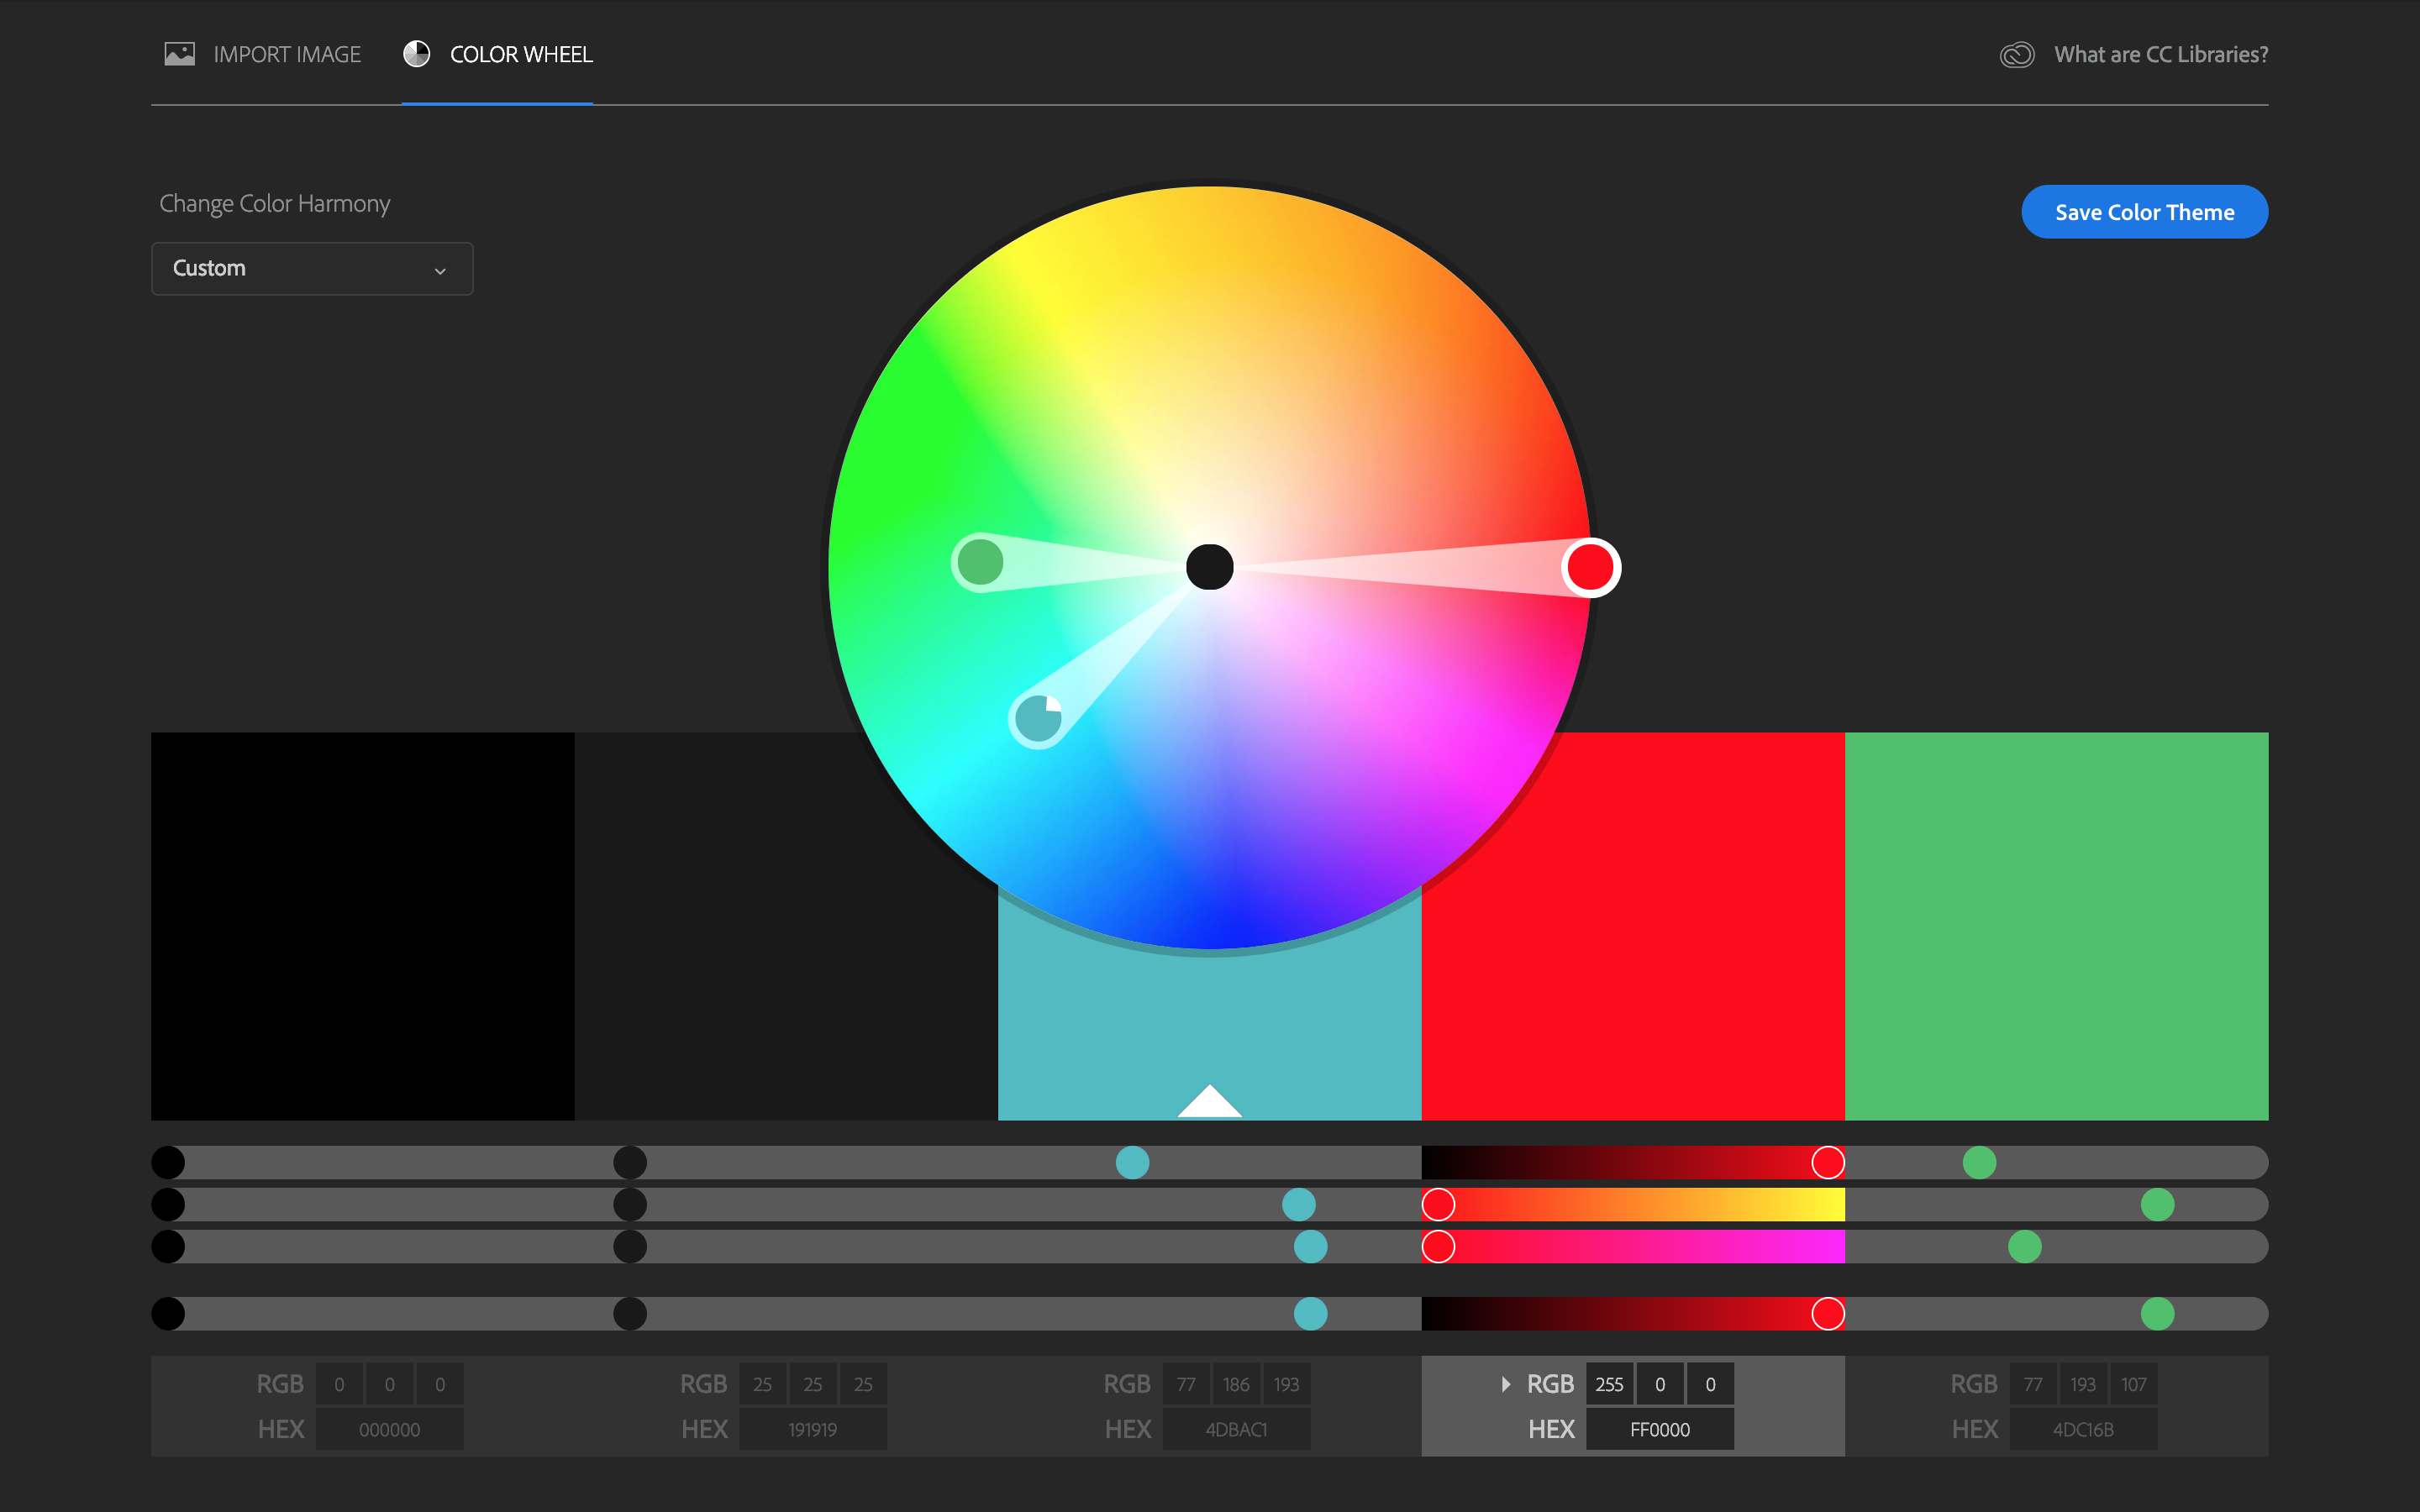 IMPORT IMAGE
COLOR WHEEL
What are CC Libraries?
Change Color Harmony
Save Color Theme
Custom
RGB 0 0 0
HEX 000000
RGB 25 25 25
HEX 191919
RGB 77 186 193
HEX 4DBAC1
RGB 255 0 0
HEX FF0000
RGB 77 193 107
HEX 4DC16B